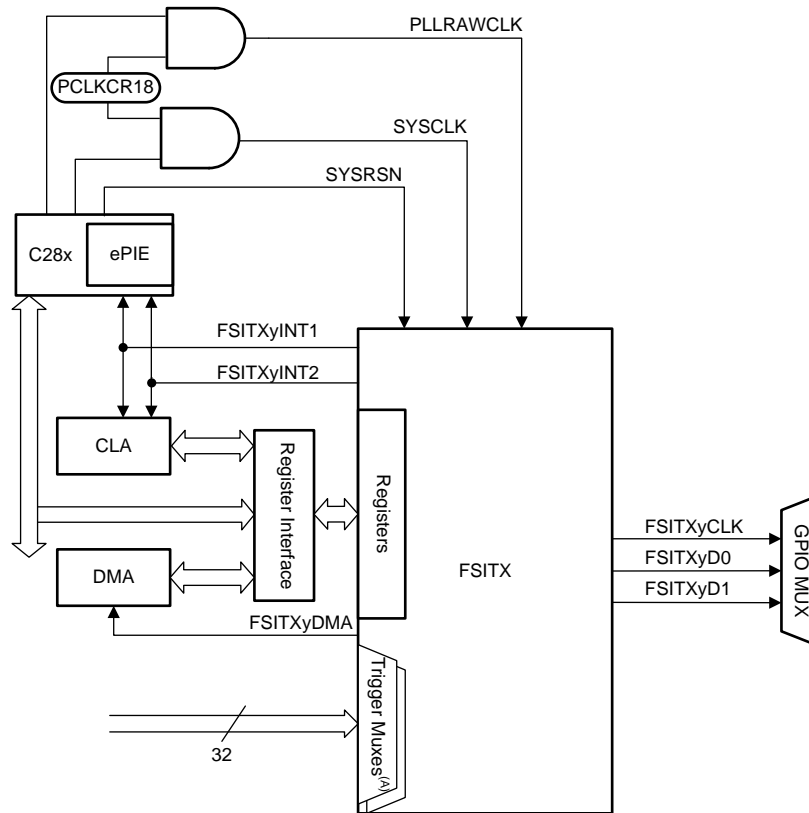 PLLRAWCLK
PCLKCR18
SYSCLK
SYSRSN
C28x
ePIE
FSITXyINT1
FSITXyINT2
CLA
Register Interface
Registers
FSITX
DMA
FSITXyDMA
FSITXyCLK
FSITXyD0
FSITXyD1
GPIO MUX
Trigger Muxes(A)
32